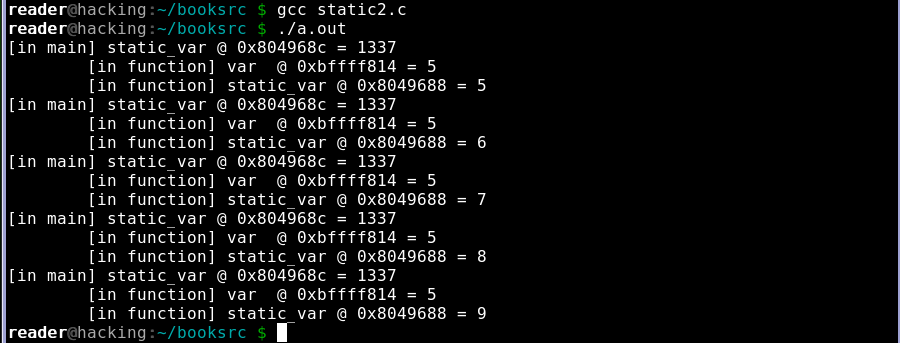 reader@hacking:~/booksrc $ gcc static2.c
reader@hacking:~/booksrc $ ./a.out
[in main] static_var @ 0x804968c = 1337
        [in function] var  @ 0xbffff814 = 5
        [in function] static_var @ 0x8049688 = 5
[in main] static_var @ 0x804968c = 1337
        [in function] var  @ 0xbffff814 = 5
        [in function] static_var @ 0x8049688 = 6
[in main] static_var @ 0x804968c = 1337
        [in function] var  @ 0xbffff814 = 5
        [in function] static_var @ 0x8049688 = 7
[in main] static_var @ 0x804968c = 1337
        [in function] var  @ 0xbffff814 = 5
        [in function] static_var @ 0x8049688 = 8
[in main] static_var @ 0x804968c = 1337
        [in function] var  @ 0xbffff814 = 5
        [in function] static_var @ 0x8049688 = 9
reader@hacking:~/booksrc $